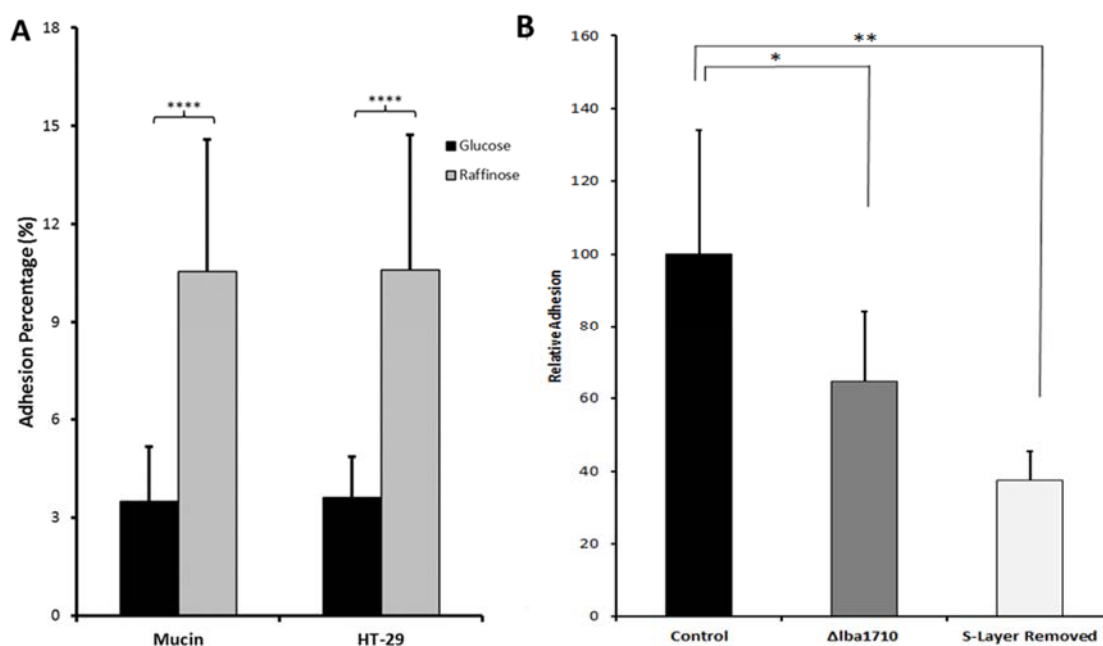 A
18
15
12
9
6
3
0
Adhesion Percentage (%)
****
****
Glucose
Raffinose
Mucin
HT-29
B
160
140
120
100
80
60
40
20
0
Relative Adhesion
**
*
Control
Δlba1710
S-Layer Removed